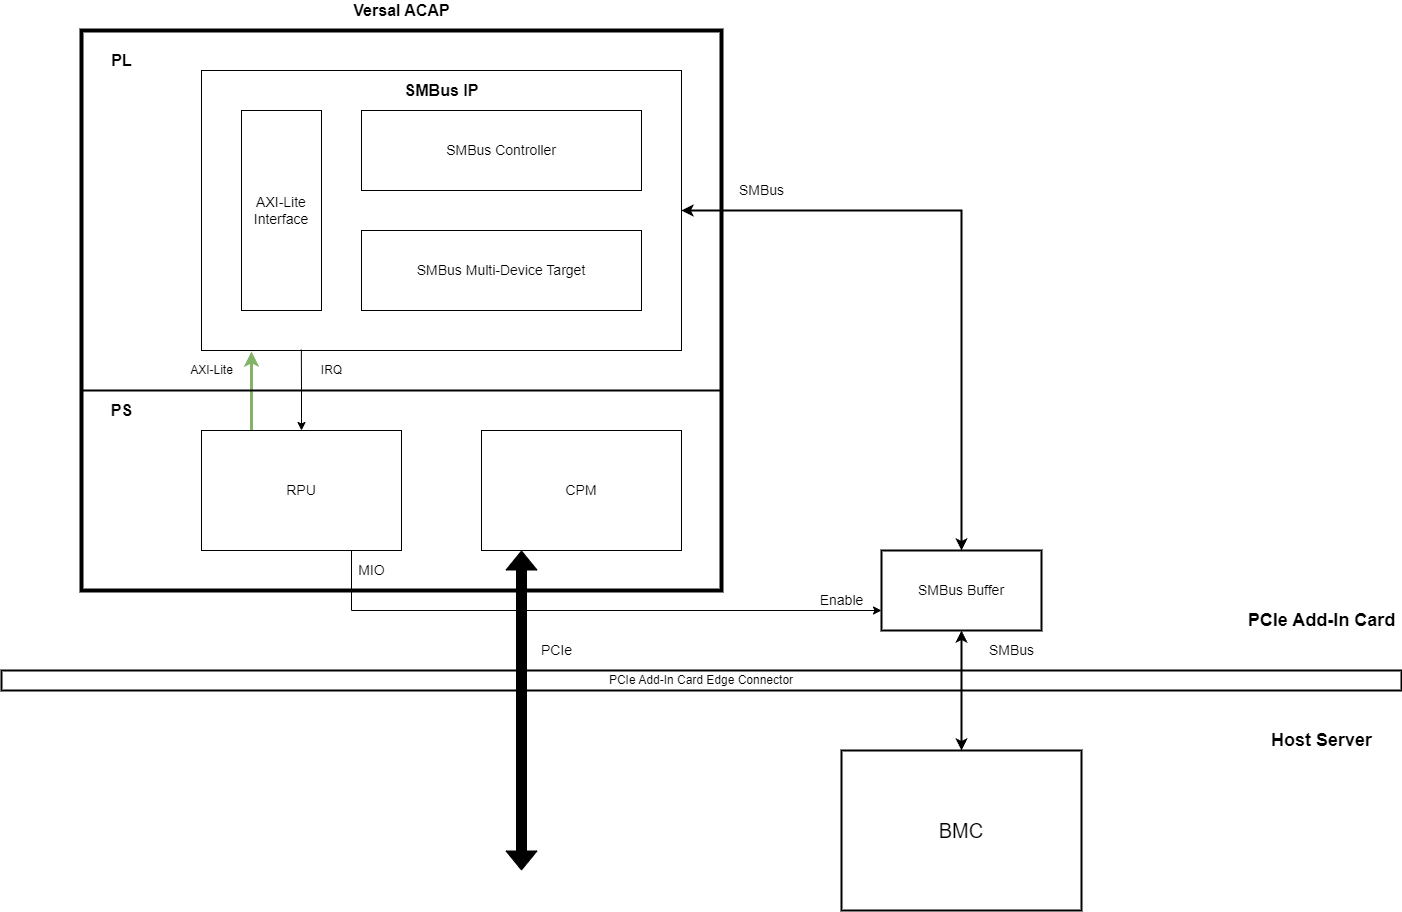 Versal ACAP
PL
SMBus IP
SMBus Controller
AXI-Lite
Interface
SMBus
SMBus Multi-Device Target
AXI-Lite
IRQ
PS
RPU
CPM
MIO
Enable
SMBus Buffer
PCIe Add-In Card
PCIe
SMBus
PCIe Add-In Card Edge Connector
Host Server
BMC